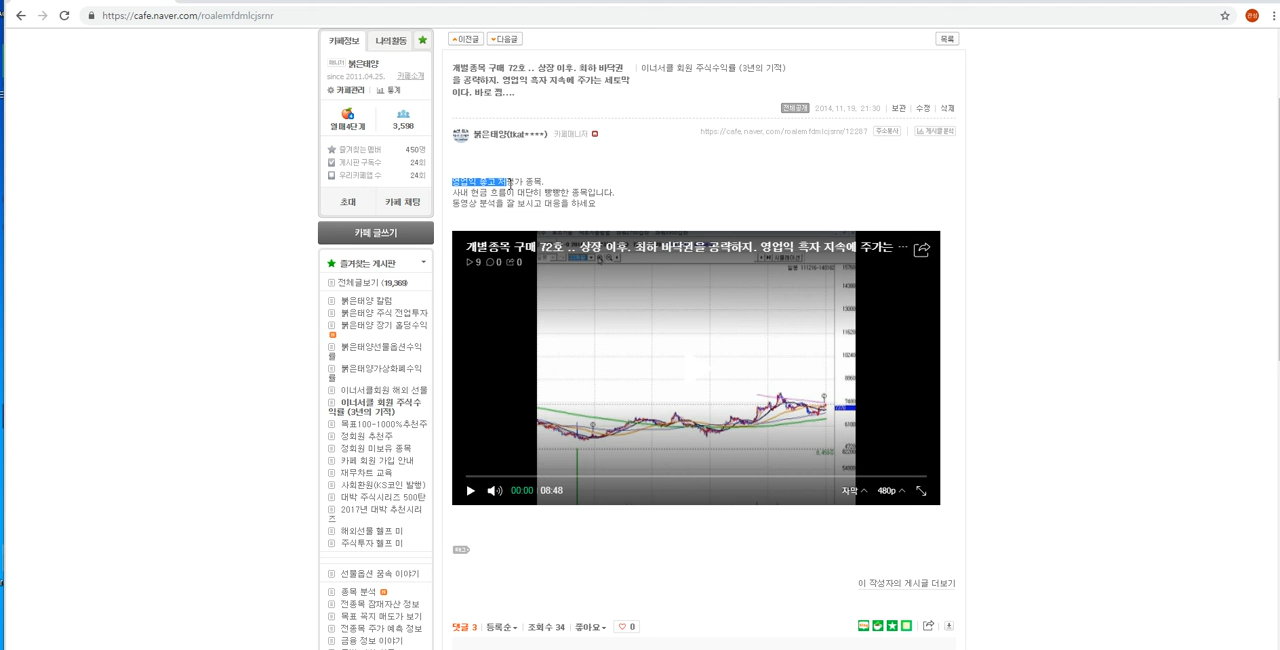 https://cafe.naver.com/roalemfdmlcjsrnr
카페정보 나의활동
매니저 붉은태양
since 2011.04.25. 카페소개
카페관리 통계
열매4단계 3,598
즐겨찾는 멤버 450명
게시판 구독수 24회
우리카페앱 수 24회
초대 카페 채팅
카페 글쓰기
즐겨찾는 게시판
전체글보기 (19,369)
붉은태양 칼럼
붉은태양 주식 전업투자
붉은태양 장기 홀딩수익
붉은태양선물옵션수익
률
붉은태양가상화폐수익
률
이너서클회원 해외 선물
이너서클 회원 주식수
익률 (3년의 기적)
목표100-1000%추천주
정회원 추천주
정회원 미보유 종목
카페 회원 가입 안내
재무차트 교육
사회환원(KS코인 발행)
대박 주식시리즈 500탄
2017년 대박 추천시리
즈
해외선물 헬프 미
주식투자 헬프 미
선물옵션 꿈속 이야기
종목 분석
전종목 잠재자산 정보
목표 꼭지 매도가 보기
전종목 주가 예측 정보
금융 정보 이야기
이전글 다음글 목록
개별종목 구매 72호 .. 상장 이후. 최하 바닥권 이너서클 회원 주식수익률 (3년의 기적)
을 공략하지. 영업익 흑자 지속에 주가는 세토막
이다. 바로 찜....
전체공개 2014.11.19. 21:30 보관 수정 삭제
붉은태양(tkat****) 카페매니저 https://cafe.naver.com/roalemfdmlcjsrnr/12287 주소복사 게시글 분석
영업익 좋고 저평가 종목.
사내 현금 흐름이 대단히 빵빵한 종목입니다.
동영상 분석을 잘 보시고 대응을 하세요
개별종목 구매 72호 .. 상장 이후. 최하 바닥권을 공략하지. 영업익 흑자 지속에 주가는 ...
9 0 0
00:00 08:48 자막 480p
태그
이 작성자의 게시글 더보기
댓글 3 등록순 조회수 34 좋아요 0